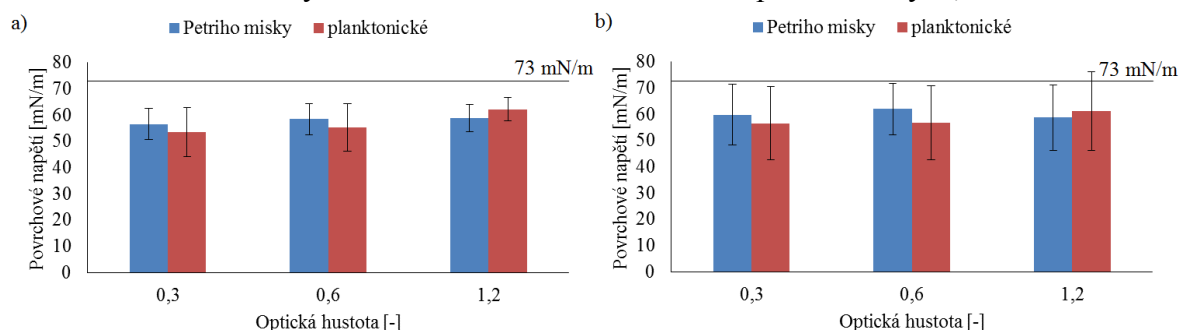 a)
Petriho misky planktonické
73 mN/m
Povrchové napětí [mN/m]
80
70
60
50
40
30
20
10
0
0,3 0,6 1,2
Optická hustota [-]
b)
Petriho misky planktonické
73 mN/m
Povrchové napětí [mN/m]
80
70
60
50
40
30
20
10
0
0,3 0,6 1,2
Optická hustota [-]